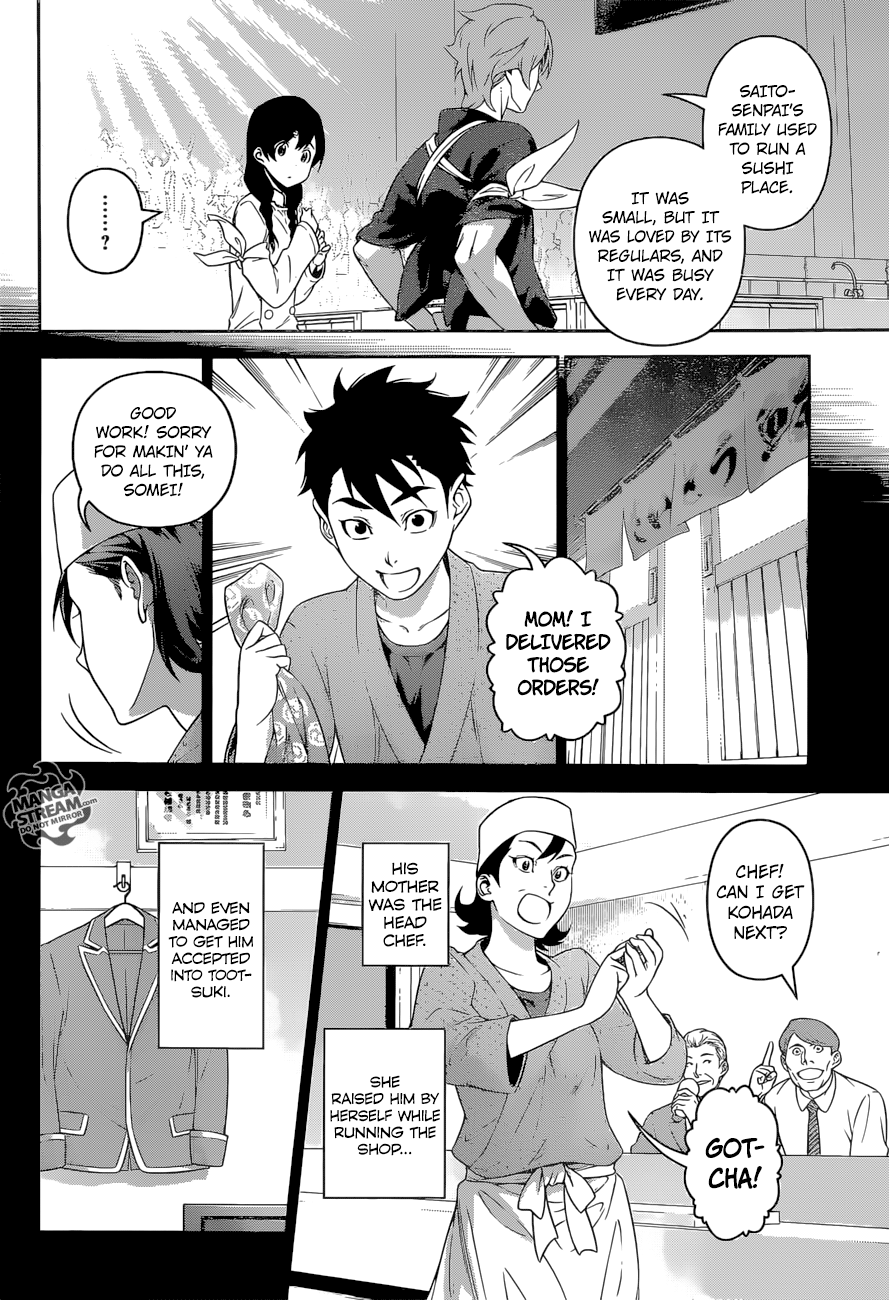 SAITO-
SENPAI'S
FAMILY USED
TO RUN A
SUSHI
PLACE.
IT WAS
SMALL, BUT IT
WAS LOVED BY ITS
REGULARS, AND
IT WAS BUSY
EVERY DAY.
......?
MOM! I
DELIVERED
THOSE
ORDERS!
GOOD
WORK! SORRY
FOR MAKIN' YA
DO ALL THIS,
SOMEI!
CHEF!
CAN I GET
KOHADA
NEXT?
GOT-
CHA!
HIS
MOTHER
WAS THE
HEAD
CHEF.
SHE
RAISED HIM BY
HERSELF WHILE
RUNNING THE
SHOP...
AND EVEN
MANAGED
TO GET HIM
ACCEPTED
INTO TOOT-
SUKI.
MANGA
STREAM.com
DO NOT MIRROR